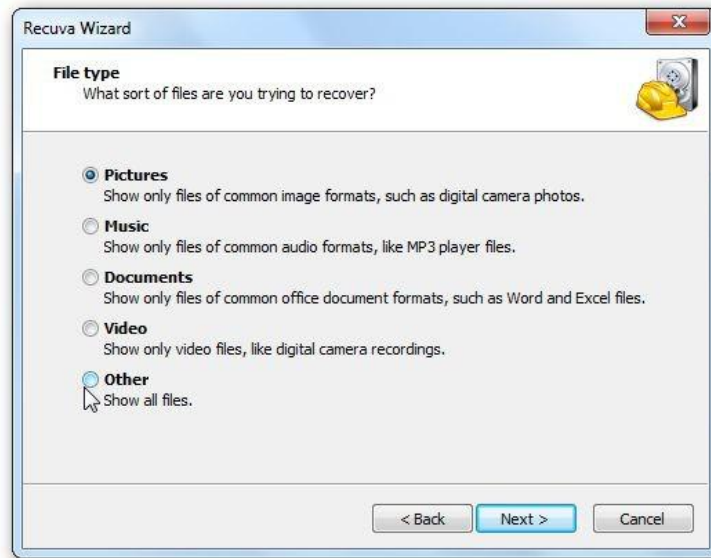 Recuva Wizard
File type
What sort of files are you trying to recover?
Pictures
Show only files of common image formats, such as digital camera photos.
Music
Show only files of common audio formats, like MP3 player files.
Documents
Show only files of common office document formats, such as Word and Excel files.
Video
Show only video files, like digital camera recordings.
Other
Show all files.
< Back Next > Cancel